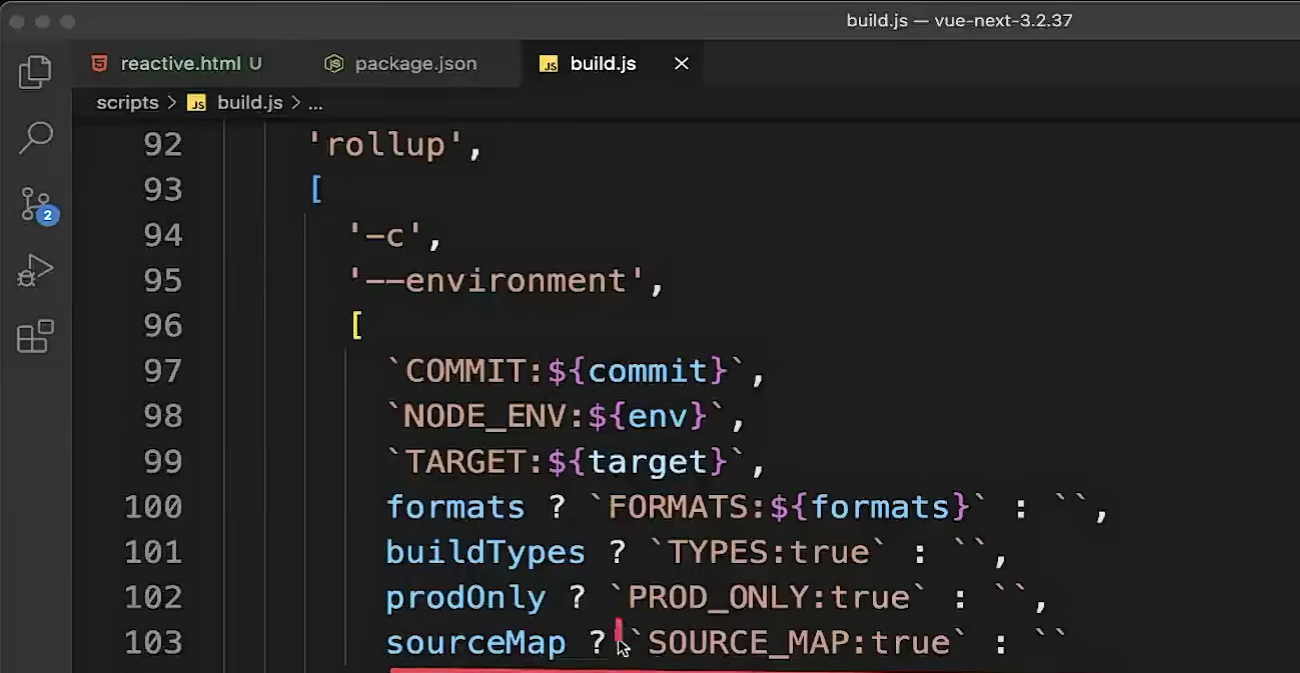 build.js — vue-next-3.2.37
reactive.html U package.json JS build.js
scripts > JS build.js > ...
2
92 'rollup',
93 [
94 '-c',
95 '--environment',
96 [
97 `COMMIT:${commit}`,
98 `NODE_ENV:${env}`,
99 `TARGET:${target}`,
100 formats ? `FORMATS:${formats}` : ``,
101 buildTypes ? `TYPES:true` : ``,
102 prodOnly ? `PROD_ONLY:true` : ``,
103 sourceMap ? `SOURCE_MAP:true` : ``